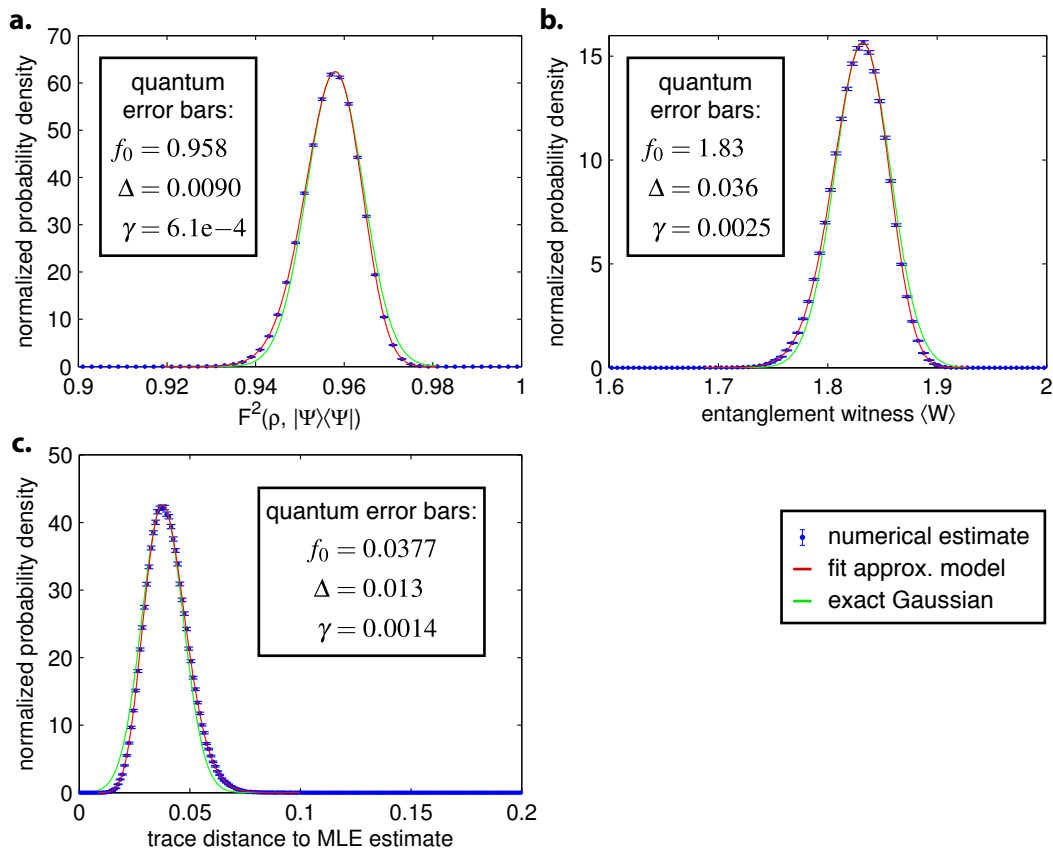 a.
normalized probability density
70
60
50
40
30
20
10
0
quantum
error bars:
f₀ = 0.958
Δ = 0.0090
γ = 6.1e−4
0.9 0.92 0.94 0.96 0.98 1
F²(ρ, |Ψ⟩⟨Ψ|)
b.
normalized probability density
15
10
5
0
quantum
error bars:
f₀ = 1.83
Δ = 0.036
γ = 0.0025
1.6 1.7 1.8 1.9 2
entanglement witness ⟨W⟩
c.
normalized probability density
50
40
30
20
10
0
quantum error bars:
f₀ = 0.0377
Δ = 0.013
γ = 0.0014
0 0.05 0.1 0.15 0.2
trace distance to MLE estimate
numerical estimate
fit approx. model
exact Gaussian